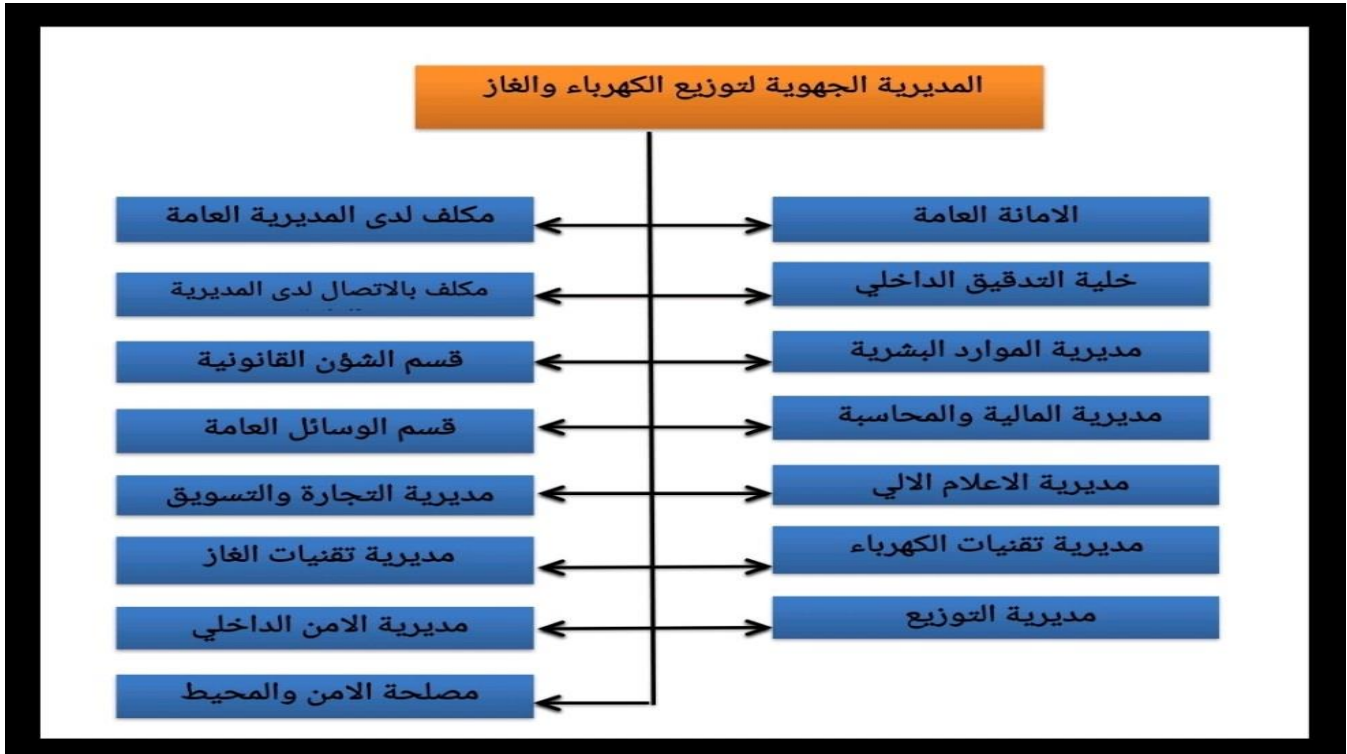 المديرية الجهوية لتوزيع الكهرباء والغاز
الامانة العامة
مكلف لدى المديرية العامة
خلية التدقيق الداخلي
مكلف بالاتصال لدى المديرية
مديرية الموارد البشرية
قسم الشؤن القانونية
مديرية المالية والمحاسبة
قسم الوسائل العامة
مديرية الاعلام الالي
مديرية التجارة والتسويق
مديرية تقنيات الكهرباء
مديرية تقنيات الغاز
مديرية التوزيع
مديرية الامن الداخلي
مصلحة الامن والمحيط